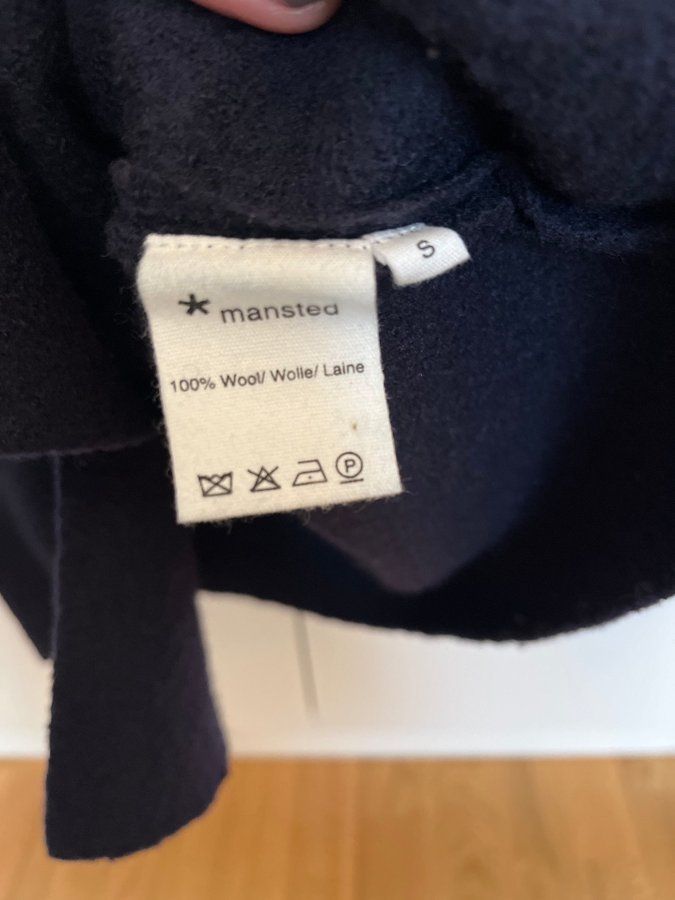 S
* mansted
100% Wool/ Wolle/ Laine
P